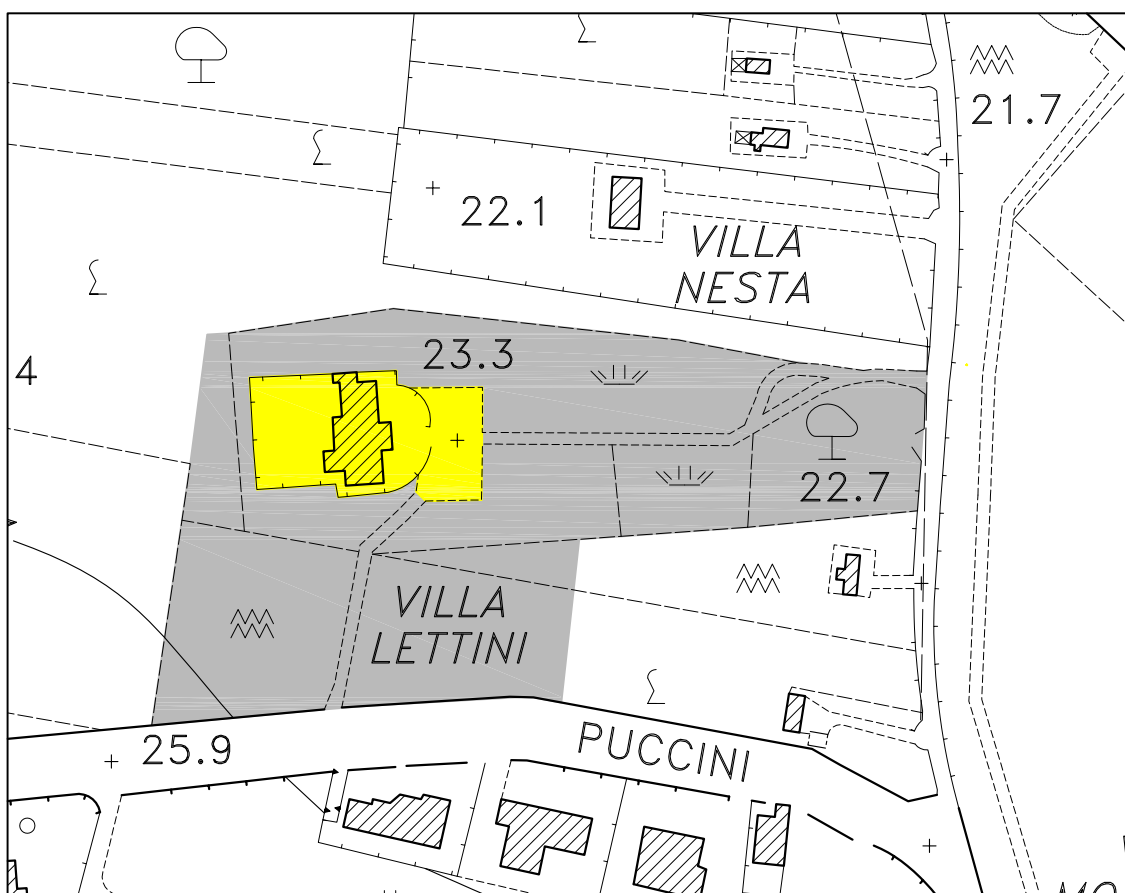 21.7
22.1
VILLA
NESTA
23.3
4
22.7
VILLA
LETTINI
25.9
PUCCINI